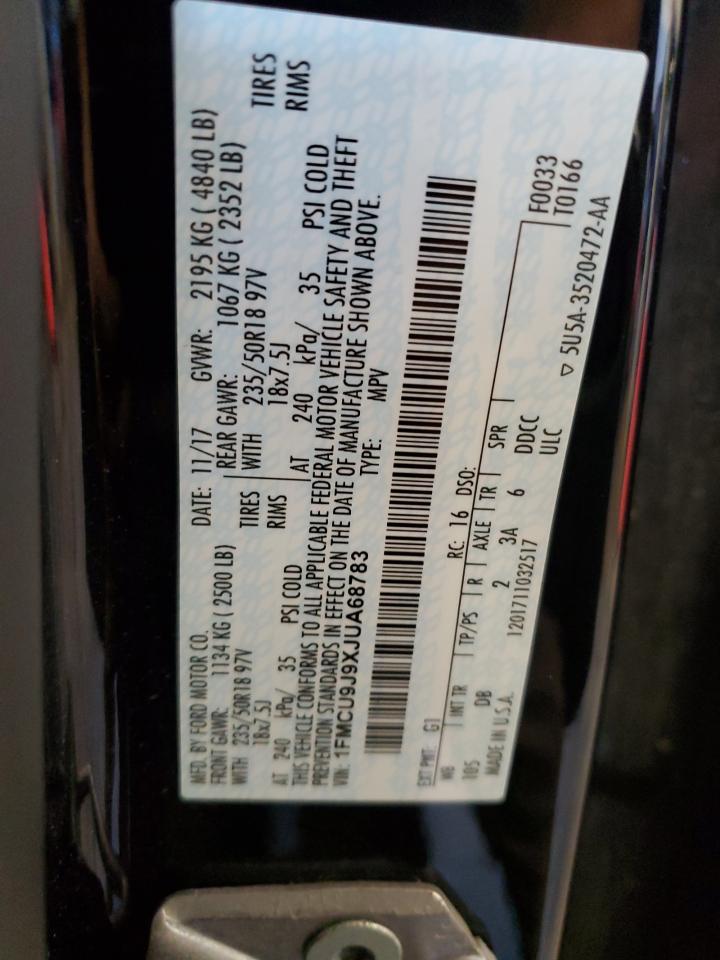 MFD. BY FORD MOTOR CO.
DATE: 11/17 GVWR: 2195 KG ( 4840 LB)
FRONT GAWR: 1134 KG ( 2500 LB)
REAR GAWR: 1067 KG ( 2352 LB)
WITH 235/50R18 97V TIRES
WITH 235/50R18 97V TIRES
18x7.5J RIMS
18x7.5J RIMS
AT 240 kPa/ 35 PSI COLD
AT 240 kPa/ 35 PSI COLD
THIS VEHICLE CONFORMS TO ALL APPLICABLE FEDERAL MOTOR VEHICLE SAFETY AND THEFT
PREVENTION STANDARDS IN EFFECT ON THE DATE OF MANUFACTURE SHOWN ABOVE.
VIN: 1FMCU9J9XJUA68783 TYPE: MPV
EXT PNT: G1 RC: 16 DSO: F0033
WB INT TR TP/PS R AXLE TR SPR T0166
105 DB 2 3A 6 DDCC
MADE IN U.S.A. 1201711032517 ULC
▽ 5U5A-3520472-AA